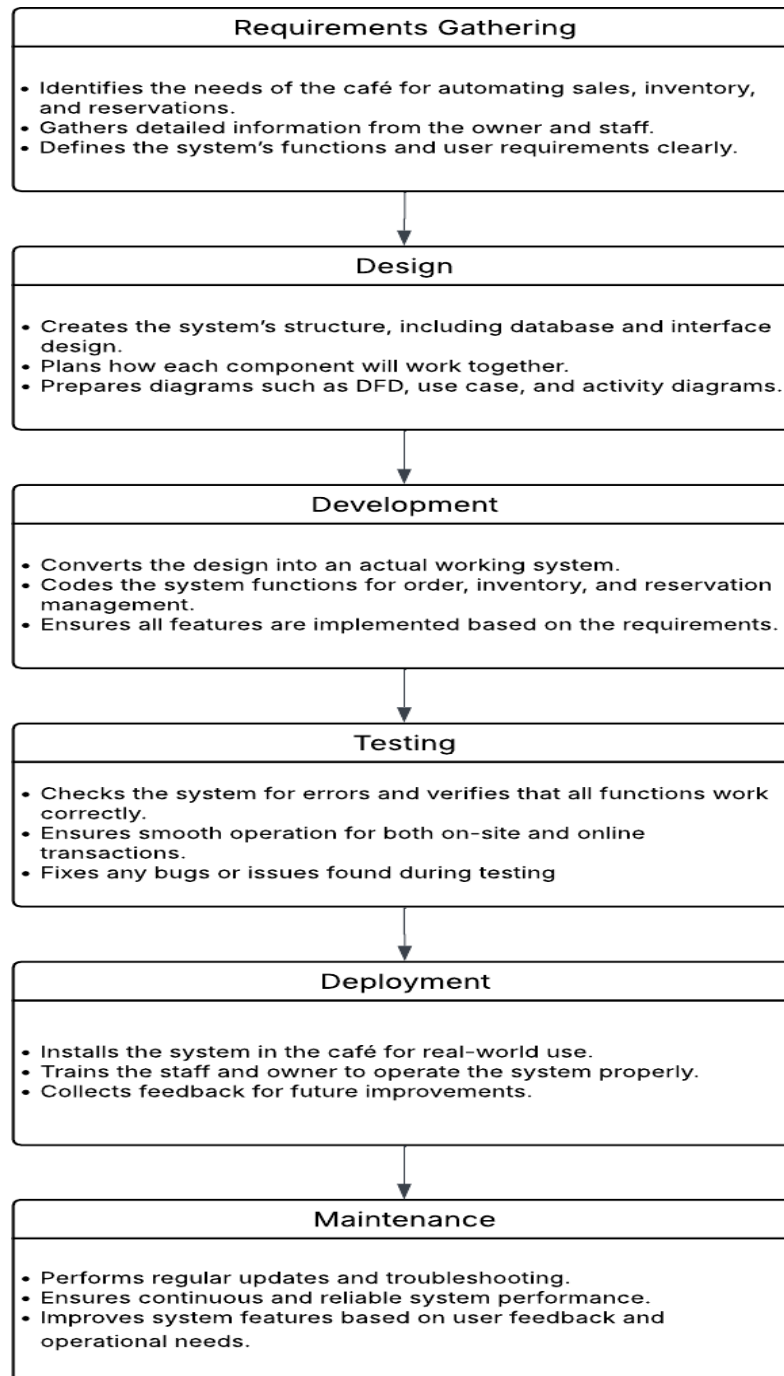 Requirements Gathering
• Identifies the needs of the café for automating sales, inventory,
and reservations.
• Gathers detailed information from the owner and staff.
• Defines the system’s functions and user requirements clearly.
Design
• Creates the system’s structure, including database and interface
design.
• Plans how each component will work together.
• Prepares diagrams such as DFD, use case, and activity diagrams.
Development
• Converts the design into an actual working system.
• Codes the system functions for order, inventory, and reservation
management.
• Ensures all features are implemented based on the requirements.
Testing
• Checks the system for errors and verifies that all functions work
correctly.
• Ensures smooth operation for both on-site and online
transactions.
• Fixes any bugs or issues found during testing
Deployment
• Installs the system in the café for real-world use.
• Trains the staff and owner to operate the system properly.
• Collects feedback for future improvements.
Maintenance
• Performs regular updates and troubleshooting.
• Ensures continuous and reliable system performance.
• Improves system features based on user feedback and
operational needs.